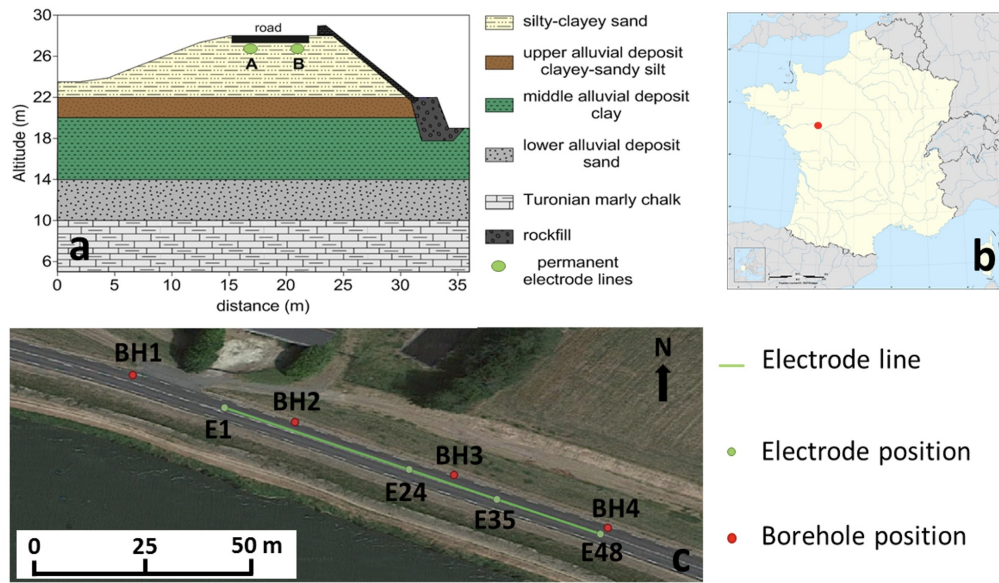 30
26
22
18
14
10
6
Altitude (m)
road
A
B
a
0 5 10 15 20 25 30 35
distance (m)
silty-clayey sand
upper alluvial deposit
clayey-sandy silt
middle alluvial deposit
clay
lower alluvial deposit
sand
Turonian marly chalk
rockfill
permanent
electrode lines
b
BH1
BH2
BH3
BH4
E1
E24
E35
E48
N
0 25 50 m
c
Electrode line
Electrode position
Borehole position